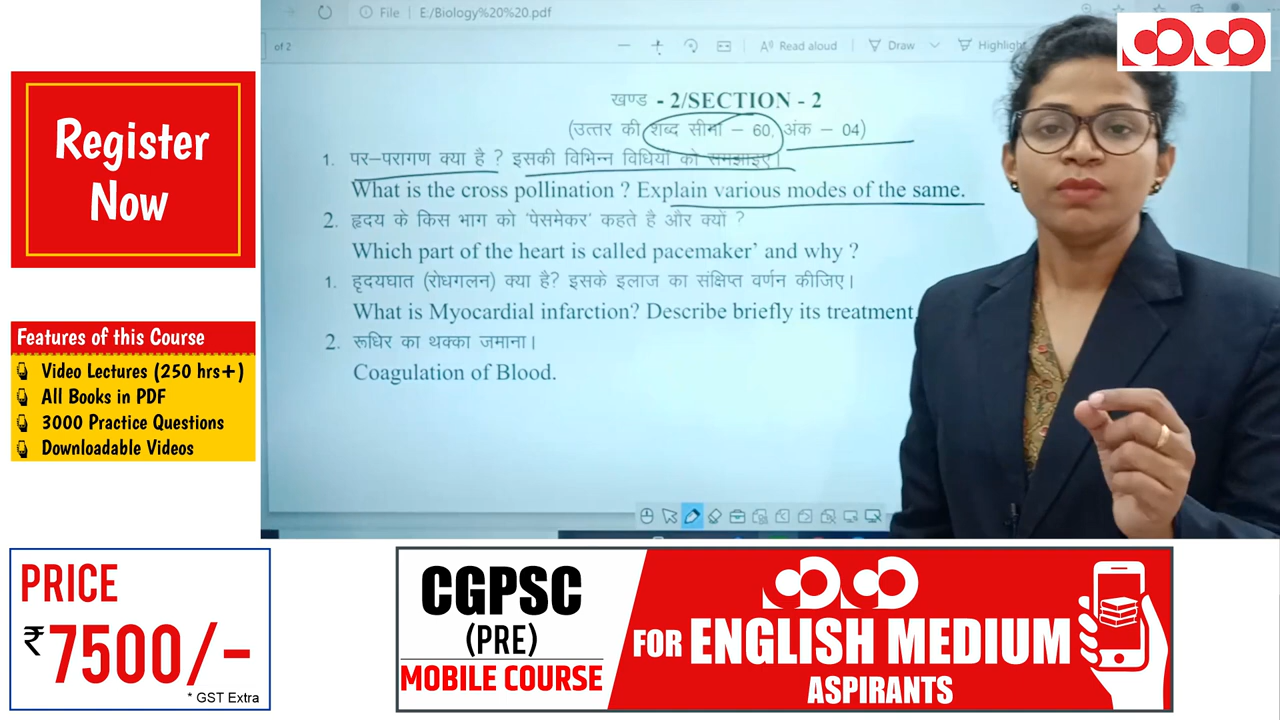 File | E:/Biology%20%20.pdf
of 2
Read aloud
Draw
Highlight
खण्ड - 2/SECTION - 2
(उत्तर की शब्द सीमा – 60, अंक – 04)
1. पर–परागण क्या है ? इसकी विभिन्न विधियों को समझाइए।
What is the cross pollination ? Explain various modes of the same.
2. हृदय के किस भाग को 'पेसमेकर' कहते है और क्यों ?
Which part of the heart is called pacemaker' and why ?
1. हृदयघात (रोधगलन) क्या है? इसके इलाज का संक्षिप्त वर्णन कीजिए।
What is Myocardial infarction? Describe briefly its treatment.
2. रूधिर का थक्का जमाना।
Coagulation of Blood.
Register
Now
Features of this Course
Video Lectures (250 hrs+)
All Books in PDF
3000 Practice Questions
Downloadable Videos
PRICE
₹7500/-
* GST Extra
CGPSC
(PRE)
MOBILE COURSE
FOR ENGLISH MEDIUM
ASPIRANTS